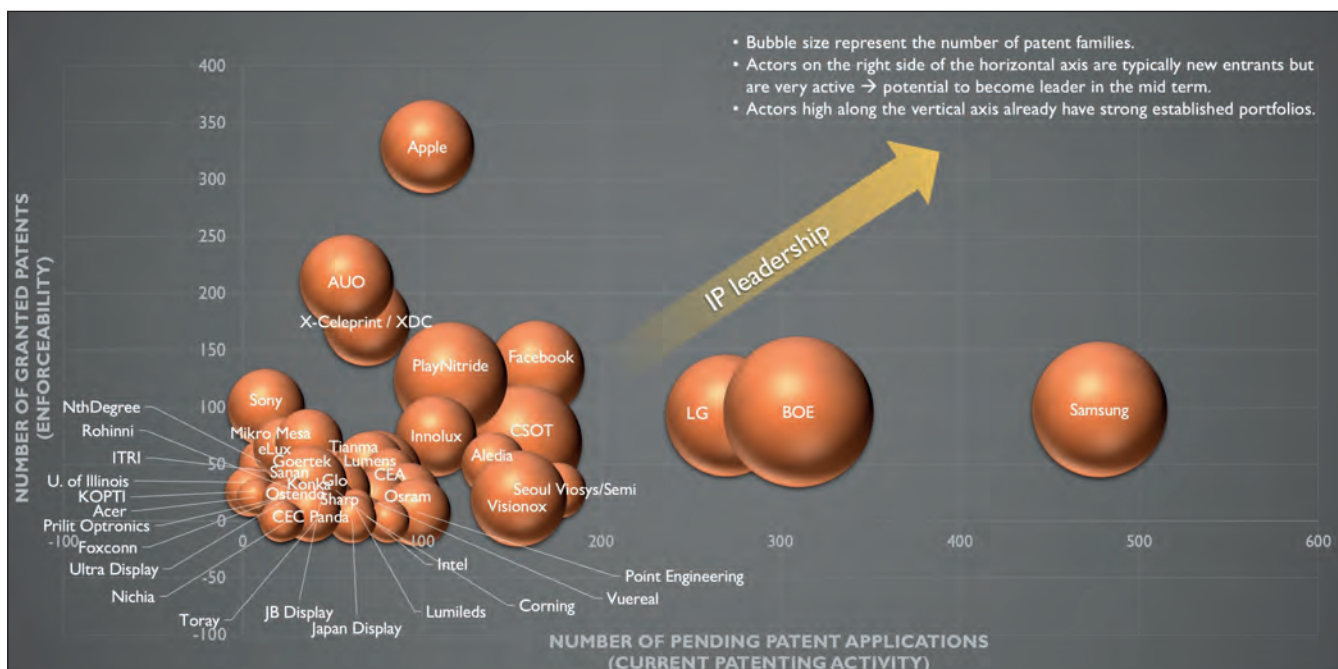 • Bubble size represent the number of patent families.
• Actors on the right side of the horizontal axis are typically new entrants but
are very active → potential to become leader in the mid term.
• Actors high along the vertical axis already have strong established portfolios.
400
350
Apple
300
250
AUO
IP leadership
200
X-Celeprint / XDC
150
PlayNitride
Facebook
NthDegree
100
Sony
LG
BOE
Samsung
Rohinni
Mikro Mesa
Innolux
CSOT
eLux
Tianma
ITRI
Goertek
Lumens
Aledia
50
Sanan
CEA
U. of Illinois
Konka
Glo
Seoul Viosys/Semi
KOPTI
Ostendo
Sharp
Osram
Visionox
Acer
CEC Panda
Prilit Optronics
0
-100
0
100
200
300
400
500
600
Foxconn
Intel
Ultra Display
-50
Point Engineering
Nichia
Vuereal
Toray
JB Display
Lumileds
Corning
Japan Display
-100
NUMBER OF GRANTED PATENTS
(ENFORCEABILITY)
NUMBER OF PENDING PATENT APPLICATIONS
(CURRENT PATENTING ACTIVITY)